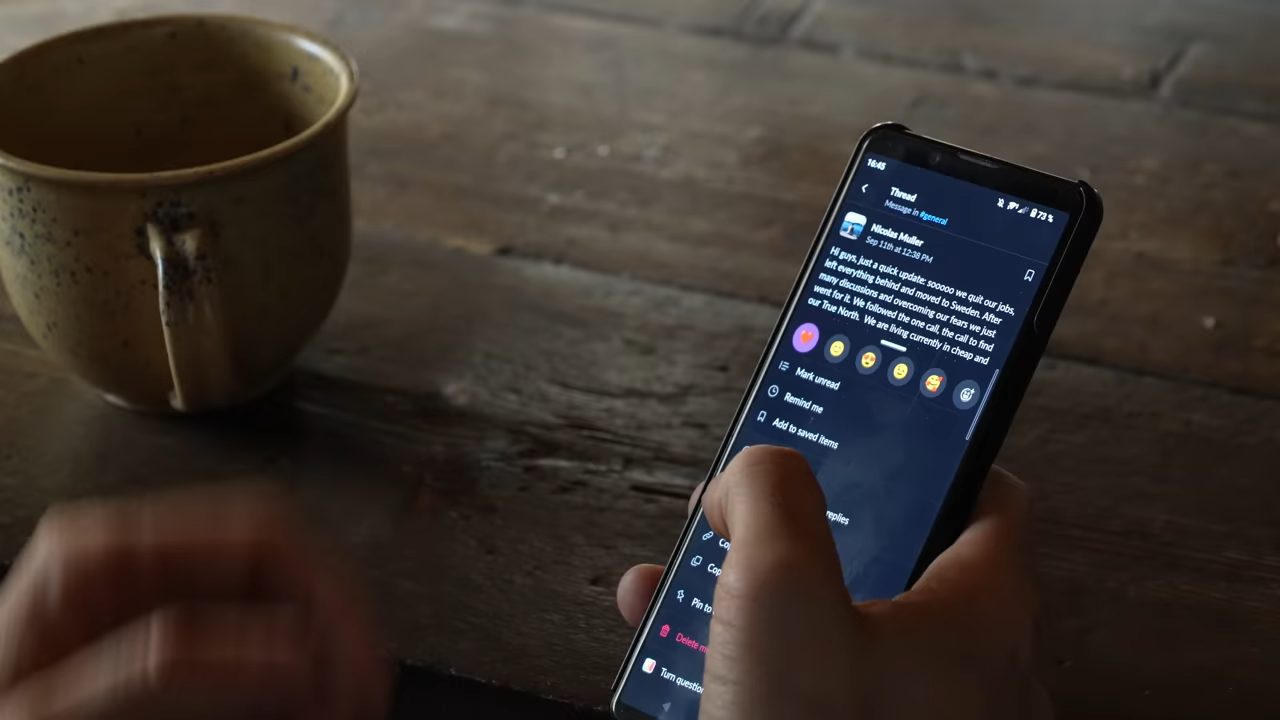 16:45
73 %
Thread
Message in #general
Nicolas Muller
Sep 11th at 12:38 PM
Hi guys, just a quick update: sooooo we quit our jobs,
left everything behind and moved to Sweden. After
many discussions and overcoming our fears we just
went for it. We followed the one call, the call to find
our True North. We are living currently in cheap and
Mark unread
Remind me
Add to saved items
replies
Cop
Pin to
Delete m
Turn question